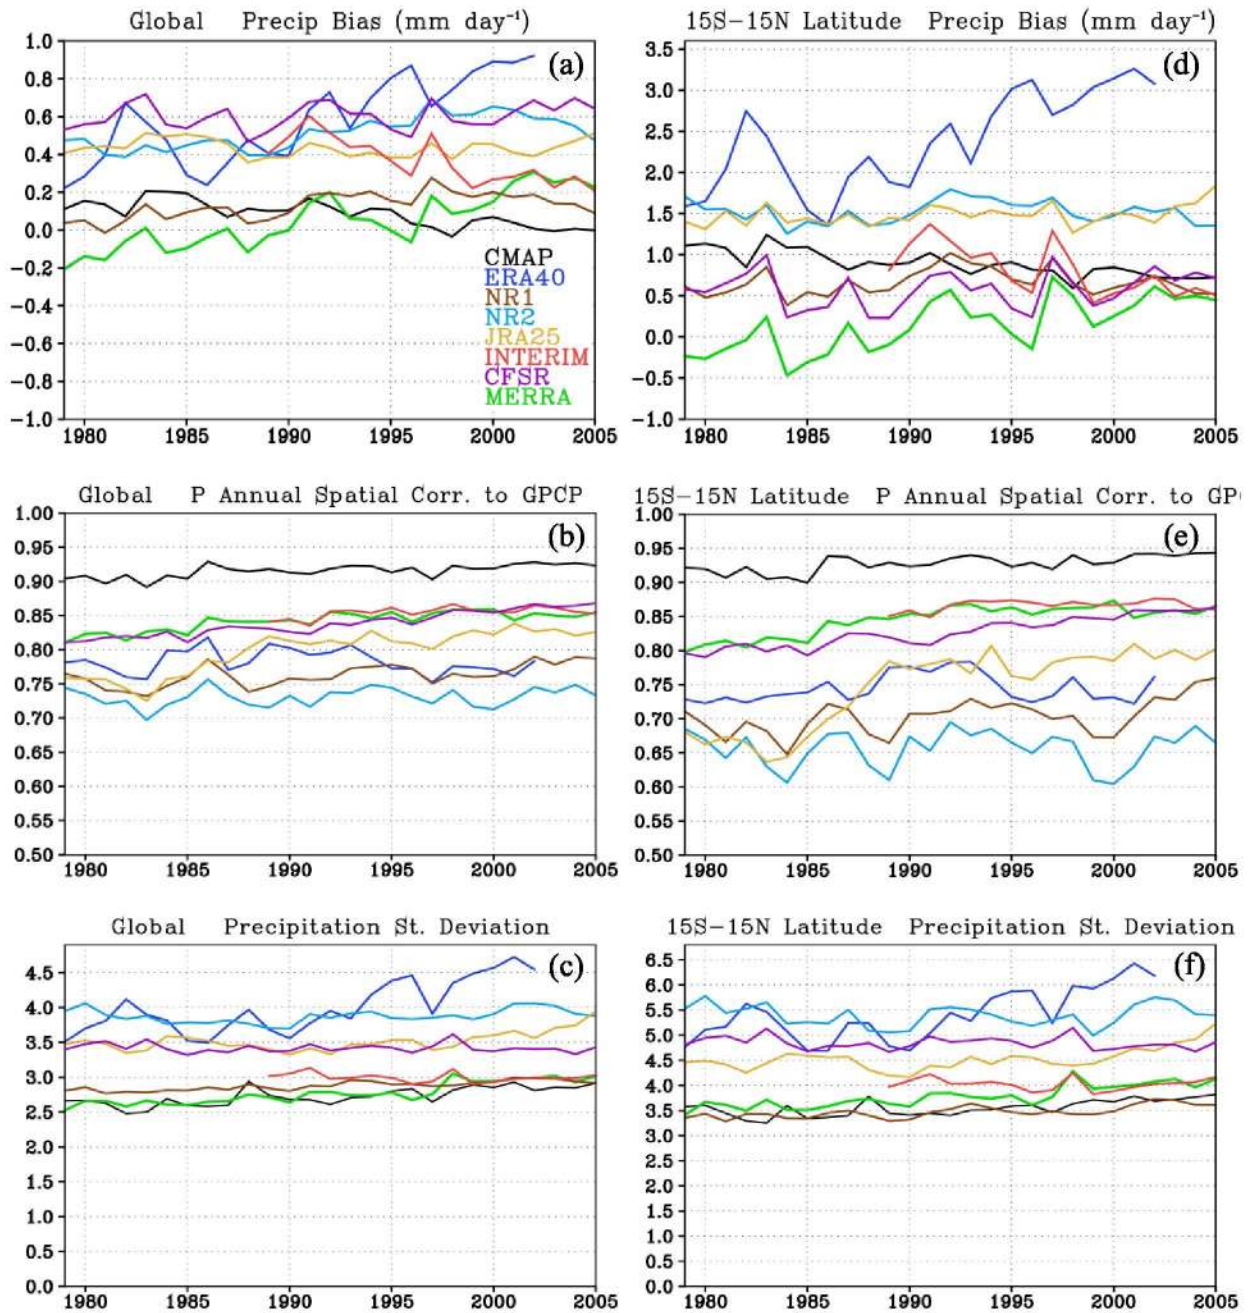 Global Precip Bias (mm day⁻¹)
(a)
1.0
0.8
0.6
0.4
0.2
0.0
−0.2
−0.4
−0.6
−0.8
−1.0
CMAP
ERA40
NR1
NR2
JRA25
INTERIM
CFSR
MERRA
1980 1985 1990 1995 2000 2005
15S−15N Latitude Precip Bias (mm day⁻¹)
(d)
3.5
3.0
2.5
2.0
1.5
1.0
0.5
0.0
−0.5
−1.0
1980 1985 1990 1995 2000 2005
Global P Annual Spatial Corr. to GPCP
(b)
1.00
0.95
0.90
0.85
0.80
0.75
0.70
0.65
0.60
0.55
0.50
1980 1985 1990 1995 2000 2005
15S−15N Latitude P Annual Spatial Corr. to GP
(e)
1.00
0.95
0.90
0.85
0.80
0.75
0.70
0.65
0.60
0.55
0.50
1980 1985 1990 1995 2000 2005
Global Precipitation St. Deviation
(c)
4.5
4.0
3.5
3.0
2.5
2.0
1.5
1.0
0.5
0.0
1980 1985 1990 1995 2000 2005
15S−15N Latitude Precipitation St. Deviation
(f)
6.5
6.0
5.5
5.0
4.5
4.0
3.5
3.0
2.5
2.0
1.5
1.0
0.5
0.0
1980 1985 1990 1995 2000 2005